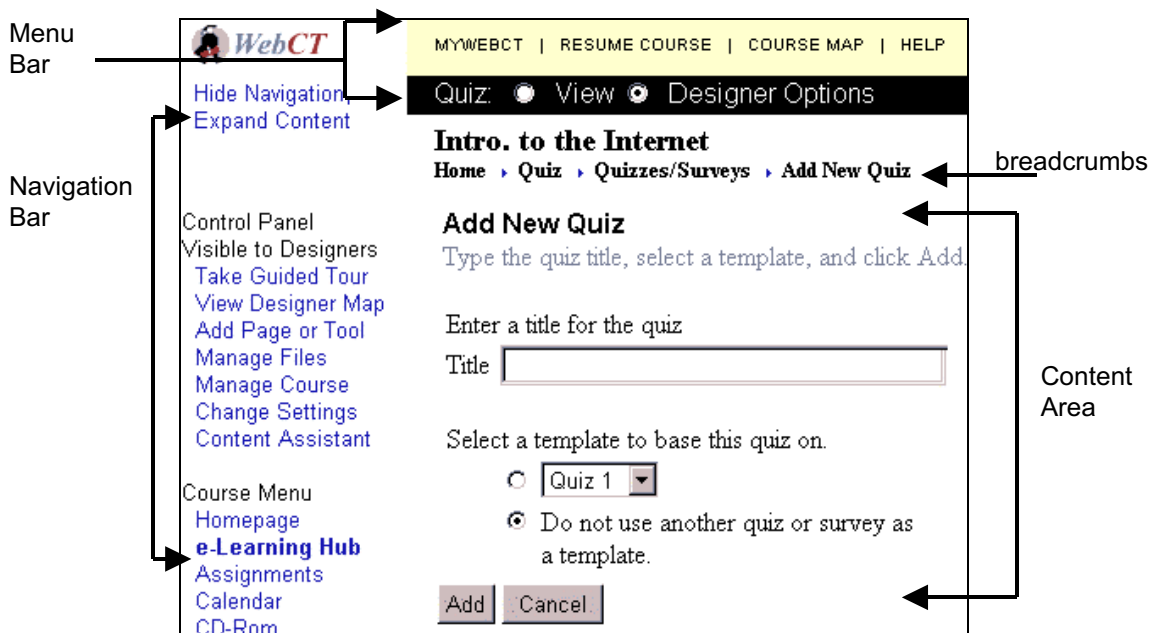 Menu
Bar
WebCT
MYWEBCT | RESUME COURSE | COURSE MAP | HELP
Hide Navigation
Expand Content
Quiz: View Designer Options
Intro. to the Internet
Home › Quiz › Quizzes/Surveys › Add New Quiz
breadcrumbs
Navigation
Bar
Control Panel
Visible to Designers
Take Guided Tour
View Designer Map
Add Page or Tool
Manage Files
Manage Course
Change Settings
Content Assistant
Course Menu
Homepage
e-Learning Hub
Assignments
Calendar
CD-Rom
Add New Quiz
Type the quiz title, select a template, and click Add.
Enter a title for the quiz
Title
Select a template to base this quiz on.
Quiz 1
Do not use another quiz or survey as
a template.
Add Cancel
Content
Area